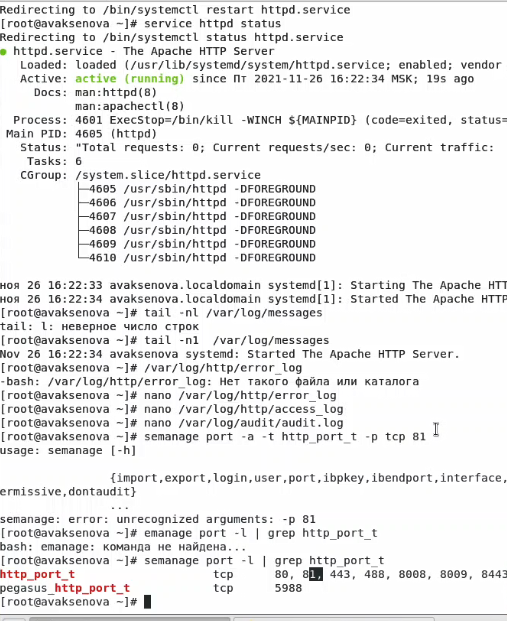 Redirecting to /bin/systemctl restart httpd.service
[root@avaksenova ~]# service httpd status
Redirecting to /bin/systemctl status httpd.service
● httpd.service - The Apache HTTP Server
Loaded: loaded (/usr/lib/systemd/system/httpd.service; enabled; vendor
Active: active (running) since Пт 2021-11-26 16:22:34 MSK; 19s ago
Docs: man:httpd(8)
man:apachectl(8)
Process: 4601 ExecStop=/bin/kill -WINCH ${MAINPID} (code=exited, status=
Main PID: 4605 (httpd)
Status: "Total requests: 0; Current requests/sec: 0; Current traffic:
Tasks: 6
CGroup: /system.slice/httpd.service
├─4605 /usr/sbin/httpd -DFOREGROUND
├─4606 /usr/sbin/httpd -DFOREGROUND
├─4607 /usr/sbin/httpd -DFOREGROUND
├─4608 /usr/sbin/httpd -DFOREGROUND
├─4609 /usr/sbin/httpd -DFOREGROUND
└─4610 /usr/sbin/httpd -DFOREGROUND
ноя 26 16:22:33 avaksenova.localdomain systemd[1]: Starting The Apache HTT
ноя 26 16:22:34 avaksenova.localdomain systemd[1]: Started The Apache HTTP
[root@avaksenova ~]# tail -nl /var/log/messages
tail: l: неверное число строк
[root@avaksenova ~]# tail -n1  /var/log/messages
Nov 26 16:22:34 avaksenova systemd: Started The Apache HTTP Server.
[root@avaksenova ~]# /var/log/http/error_log
-bash: /var/log/http/error_log: Нет такого файла или каталога
[root@avaksenova ~]# nano /var/log/http/error_log
[root@avaksenova ~]# nano /var/log/http/access_log
[root@avaksenova ~]# nano /var/log/audit/audit.log
[root@avaksenova ~]# semanage port -a -t http_port_t -p tcp 81
usage: semanage [-h]
{import,export,login,user,port,ibpkey,ibendport,interface,
ermissive,dontaudit}
...
semanage: error: unrecognized arguments: -p 81
[root@avaksenova ~]# emanage port -l | grep http_port_t
bash: emanage: команда не найдена...
[root@avaksenova ~]# semanage port -l | grep http_port_t
http_port_t tcp 80, 81, 443, 488, 8008, 8009, 8443
pegasus_http_port_t tcp 5988
[root@avaksenova ~]#